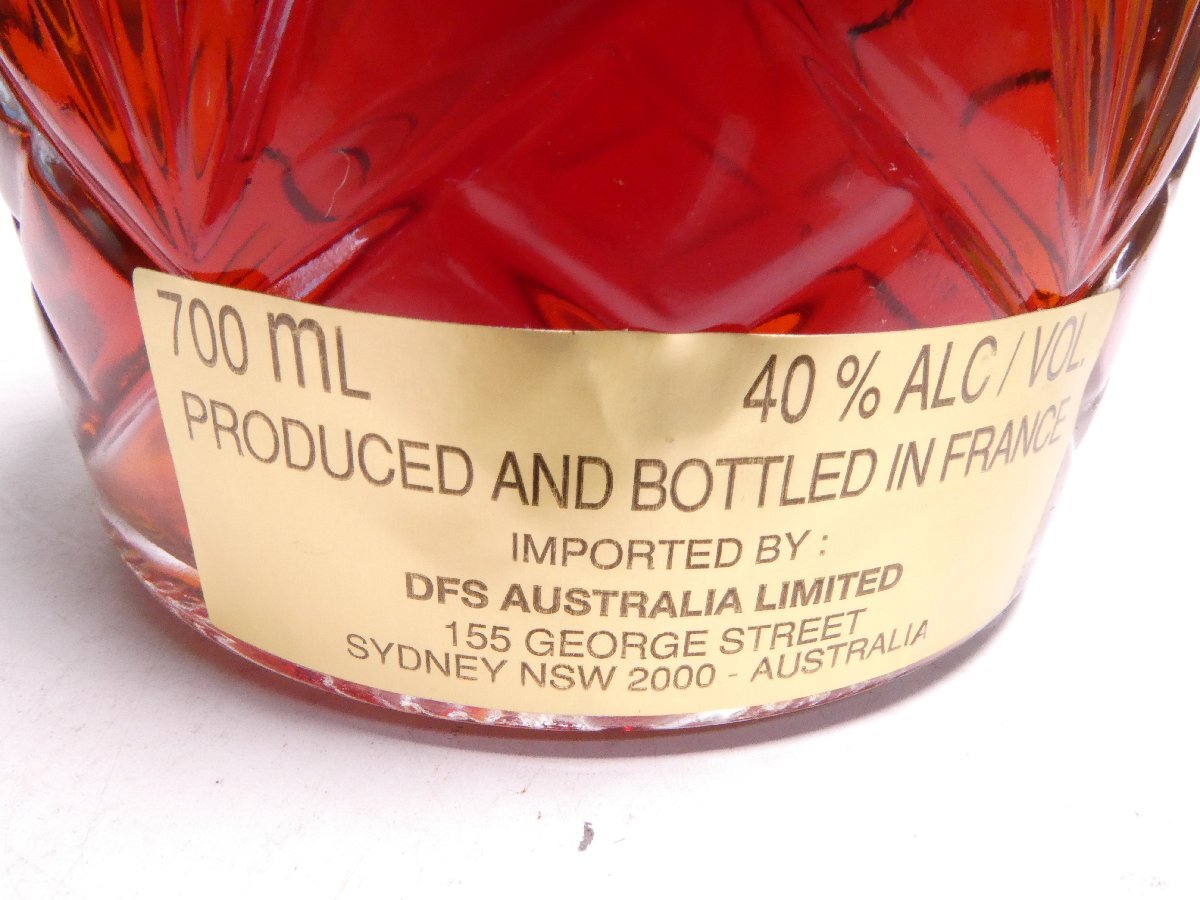 700 mL 40 % ALC / VOL.
PRODUCED AND BOTTLED IN FRANCE
IMPORTED BY :
DFS AUSTRALIA LIMITED
155 GEORGE STREET
SYDNEY NSW 2000 - AUSTRALIA